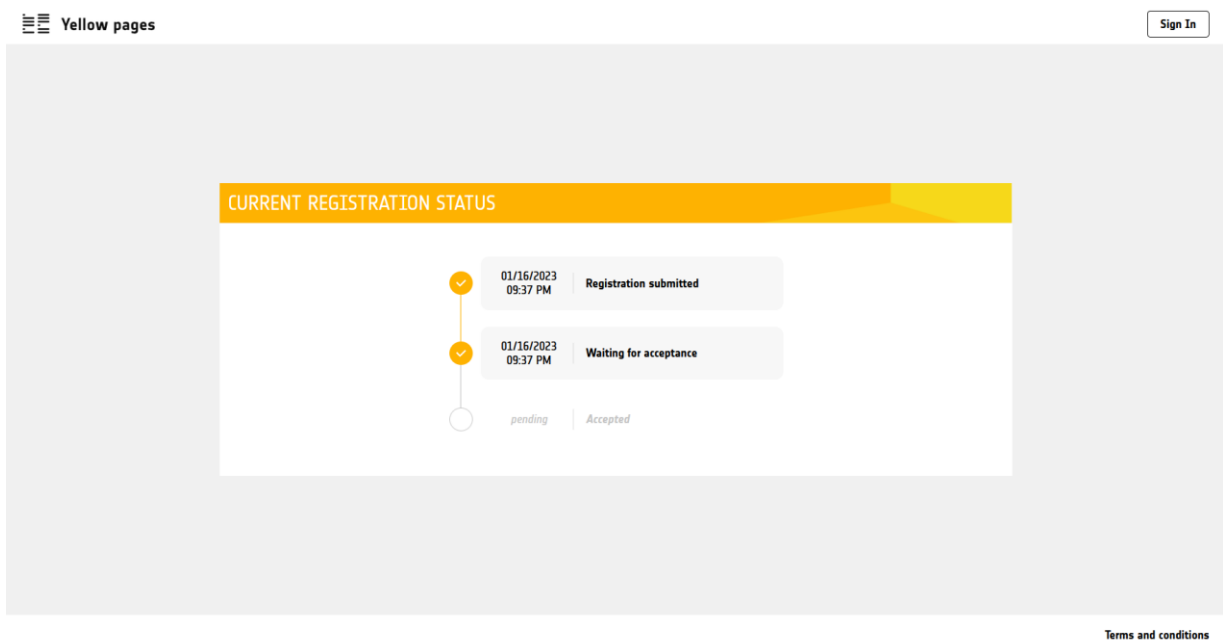 Yellow pages
Sign In
CURRENT REGISTRATION STATUS
01/16/2023
09:37 PM
Registration submitted
01/16/2023
09:37 PM
Waiting for acceptance
pending
Accepted
Terms and conditions